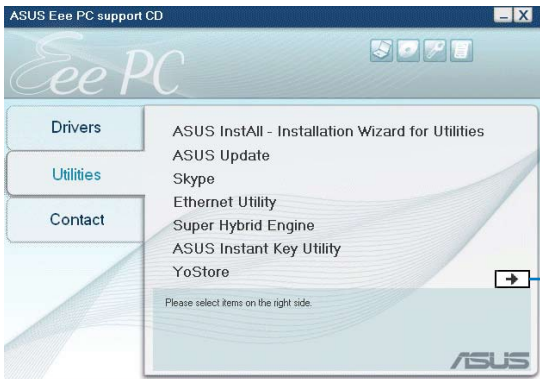 ASUS Eee PC support CD
Eee PC
Drivers
Utilities
Contact
ASUS InstAll - Installation Wizard for Utilities
ASUS Update
Skype
Ethernet Utility
Super Hybrid Engine
ASUS Instant Key Utility
YoStore
Please select items on the right side.
ASUS